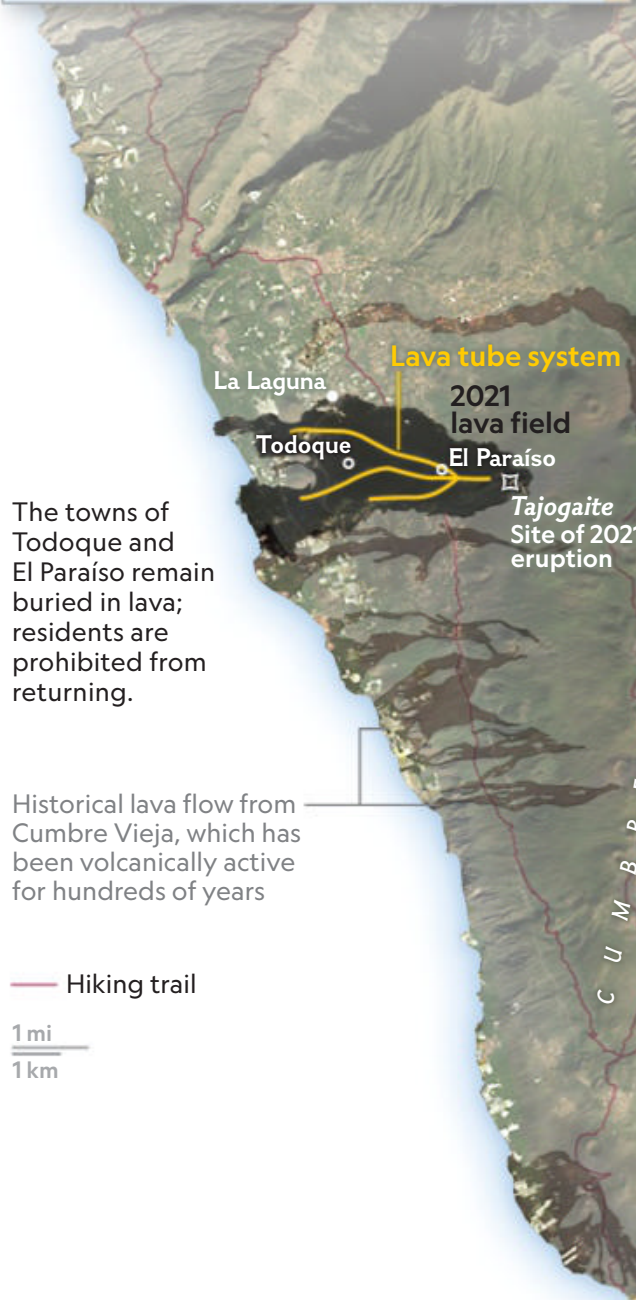 Lava tube system
La Laguna
2021
lava field
Todoque
El Paraíso
Tajogaite
Site of 2021
eruption
The towns of
Todoque and
El Paraíso remain
buried in lava;
residents are
prohibited from
returning.
Historical lava flow from
Cumbre Vieja, which has
been volcanically active
for hundreds of years
C U M B R E
Hiking trail
1 mi
1 km